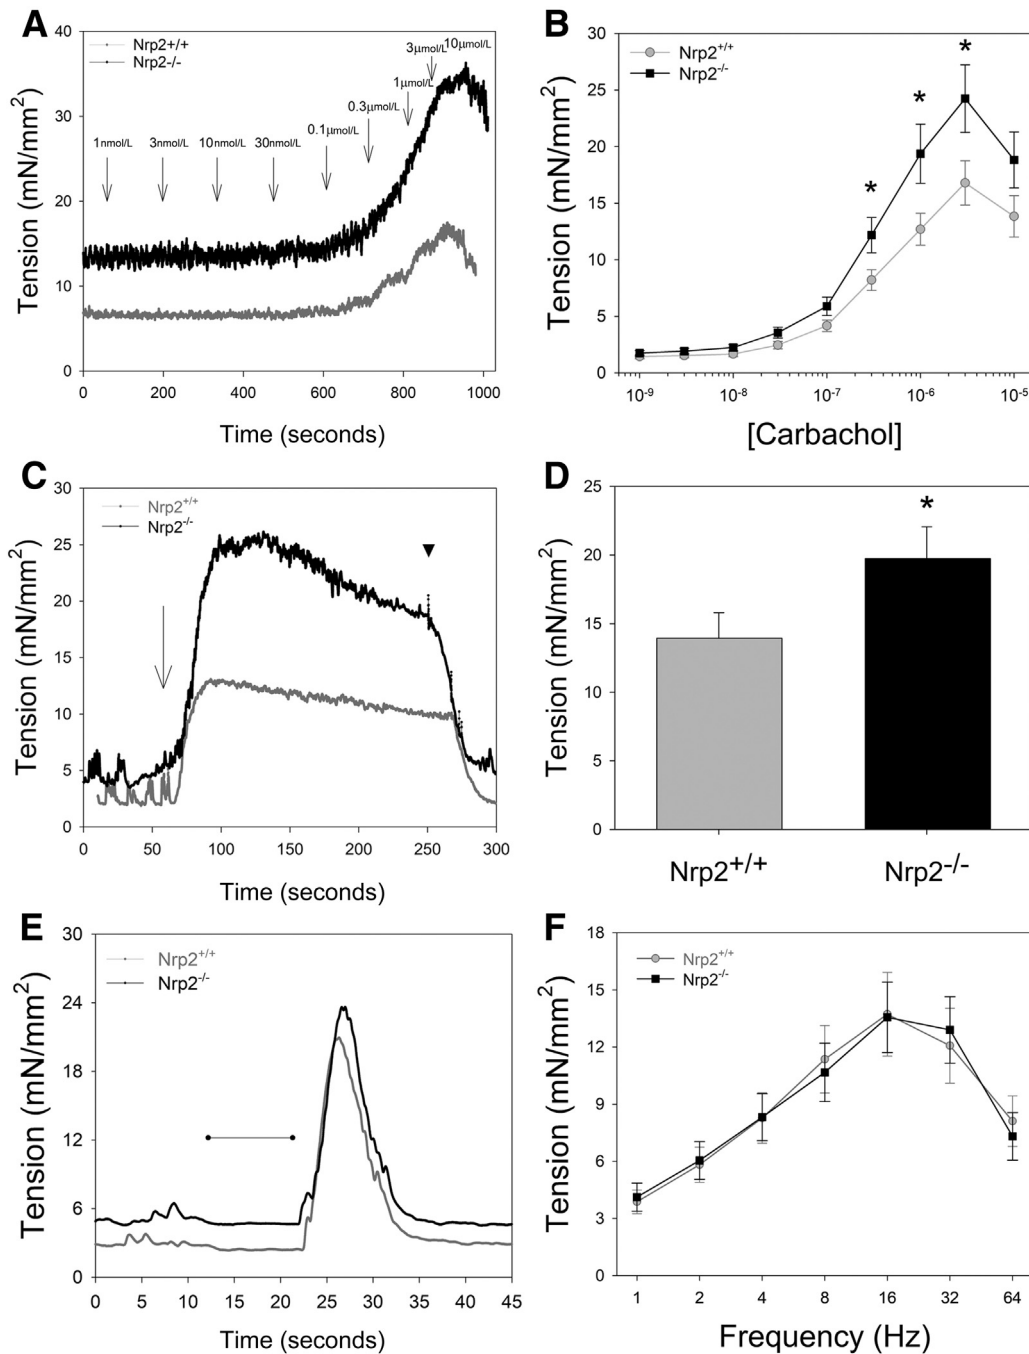 A
Nrp2+/+
Nrp2-/-
1nmol/L 3nmol/L 10nmol/L 30nmol/L 0.1μmol/L 0.3μmol/L 1μmol/L 3μmol/L 10μmol/L
Tension (mN/mm²)
40
30
20
10
0
0 200 400 600 800 1000
Time (seconds)
B
Nrp2+/+
Nrp2-/-
* * *
Tension (mN/mm²)
30
25
20
15
10
5
0
10-9 10-8 10-7 10-6 10-5
[Carbachol]
C
Nrp2+/+
Nrp2-/-
Tension (mN/mm²)
30
25
20
15
10
5
0
0 50 100 150 200 250 300
Time (seconds)
D
*
Tension (mN/mm²)
25
20
15
10
5
0
Nrp2+/+ Nrp2-/-
E
Nrp2+/+
Nrp2-/-
Tension (mN/mm²)
30
24
18
12
6
0
0 5 10 15 20 25 30 35 40 45
Time (seconds)
F
Nrp2+/+
Nrp2-/-
Tension (mN/mm²)
18
15
12
9
6
3
0
1 2 4 8 16 32 64
Frequency (Hz)